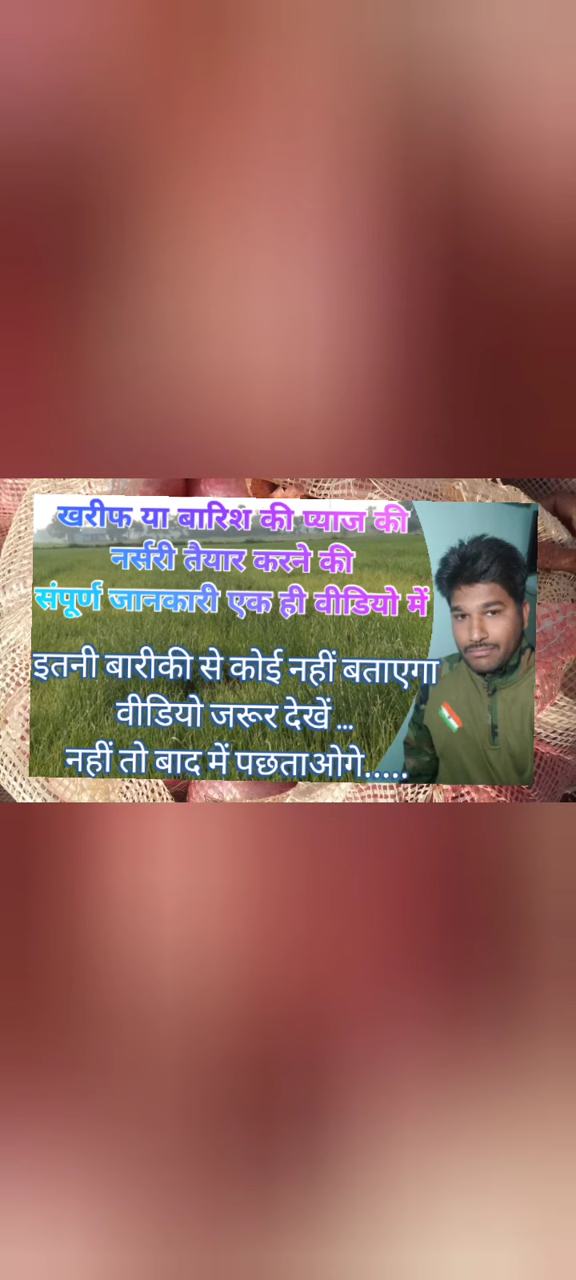 खरीफ या बारिश की प्याज की
नर्सरी तैयार करने की
संपूर्ण जानकारी एक ही वीडियो में
इतनी बारीकी से कोई नहीं बताएगा
वीडियो जरूर देखें ...
नहीं तो बाद में पछताओगे.....